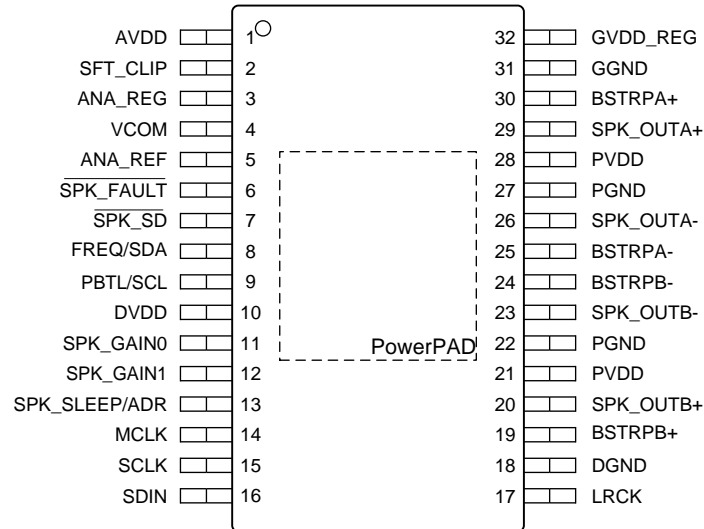 AVDD 1 32 GVDD_REG
SFT_CLIP 2 31 GGND
ANA_REG 3 30 BSTRPA+
VCOM 4 29 SPK_OUTA+
ANA_REF 5 28 PVDD
SPK_FAULT 6 27 PGND
SPK_SD 7 26 SPK_OUTA-
FREQ/SDA 8 25 BSTRPA-
PBTL/SCL 9 24 BSTRPB-
DVDD 10 23 SPK_OUTB-
SPK_GAIN0 11 PowerPAD 22 PGND
SPK_GAIN1 12 21 PVDD
SPK_SLEEP/ADR 13 20 SPK_OUTB+
MCLK 14 19 BSTRPB+
SCLK 15 18 DGND
SDIN 16 17 LRCK